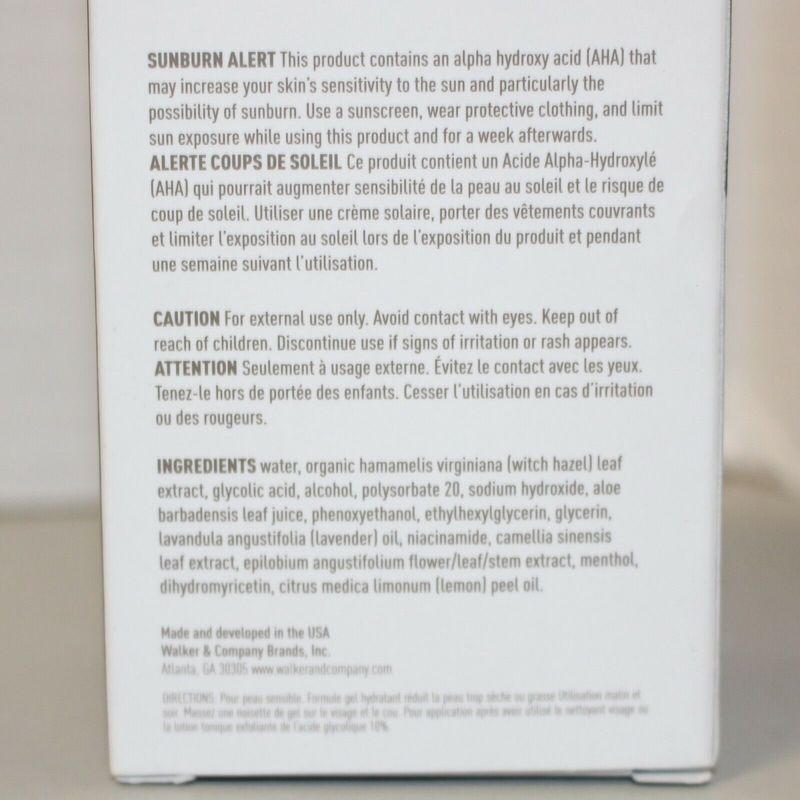 SUNBURN ALERT This product contains an alpha hydroxy acid (AHA) that
may increase your skin's sensitivity to the sun and particularly the
possibility of sunburn. Use a sunscreen, wear protective clothing, and limit
sun exposure while using this product and for a week afterwards.
ALERTE COUPS DE SOLEIL Ce produit contient un Acide Alpha-Hydroxylé
(AHA) qui pourrait augmenter sensibilité de la peau au soleil et le risque de
coup de soleil. Utiliser une crème solaire, porter des vêtements couvrants
et limiter l'exposition au soleil lors de l'exposition du produit et pendant
une semaine suivant l'utilisation.
CAUTION For external use only. Avoid contact with eyes. Keep out of
reach of children. Discontinue use if signs of irritation or rash appears.
ATTENTION Seulement à usage externe. Évitez le contact avec les yeux.
Tenez-le hors de portée des enfants. Cesser l'utilisation en cas d'irritation
ou des rougeurs.
INGREDIENTS water, organic hamamelis virginiana (witch hazel) leaf
extract, glycolic acid, alcohol, polysorbate 20, sodium hydroxide, aloe
barbadensis leaf juice, phenoxyethanol, ethylhexylglycerin, glycerin,
lavandula angustifolia (lavender) oil, niacinamide, camellia sinensis
leaf extract, epilobium angustifolium flower/leaf/stem extract, menthol,
dihydromyricetin, citrus medica limonum (lemon) peel oil.
Made and developed in the USA
Walker & Company Brands, Inc.
Atlanta, GA 30305 www.walkerandcompany.com
DIRECTIONS: Pour peau sensible. Formule gel hydratant réduit la peau trop sèche ou grasse Utilisation matin et
soir. Massez une noisette de gel sur le visage et le cou. Pour application après avoir utilisé le nettoyant visage ou
la lotion tonique exfoliante de l'acide glycolique 10%.